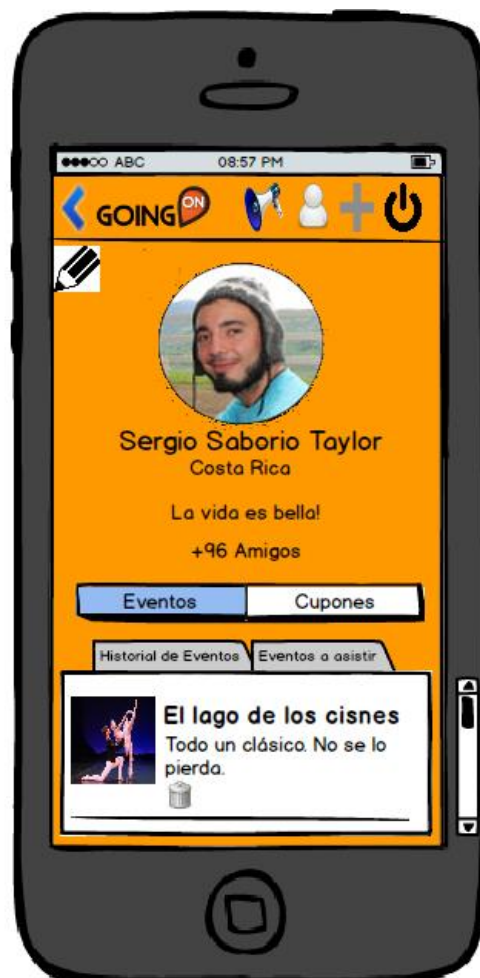 ABC 08:57 PM
GOING ON
Sergio Saborio Taylor
Costa Rica
La vida es bella!
+96 Amigos
Eventos Cupones
Historial de Eventos Eventos a asistir
El lago de los cisnes
Todo un clásico. No se lo
pierda.